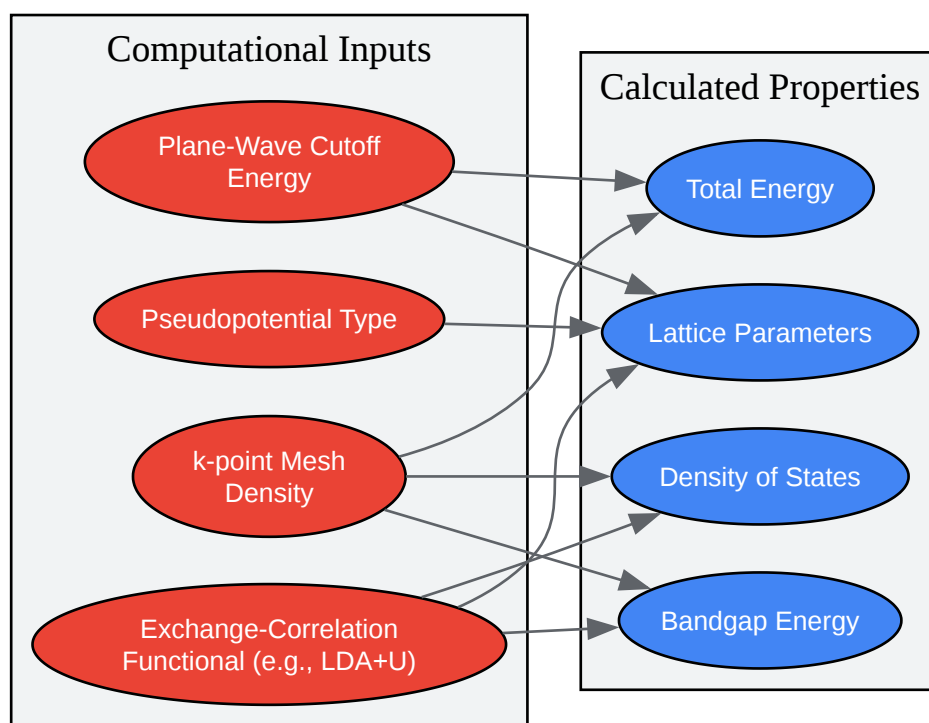 Computational Inputs
Plane-Wave Cutoff
Energy
Pseudopotential Type
k-point Mesh
Density
Exchange-Correlation
Functional (e.g., LDA+U)
Calculated Properties
Total Energy
Lattice Parameters
Density of States
Bandgap Energy